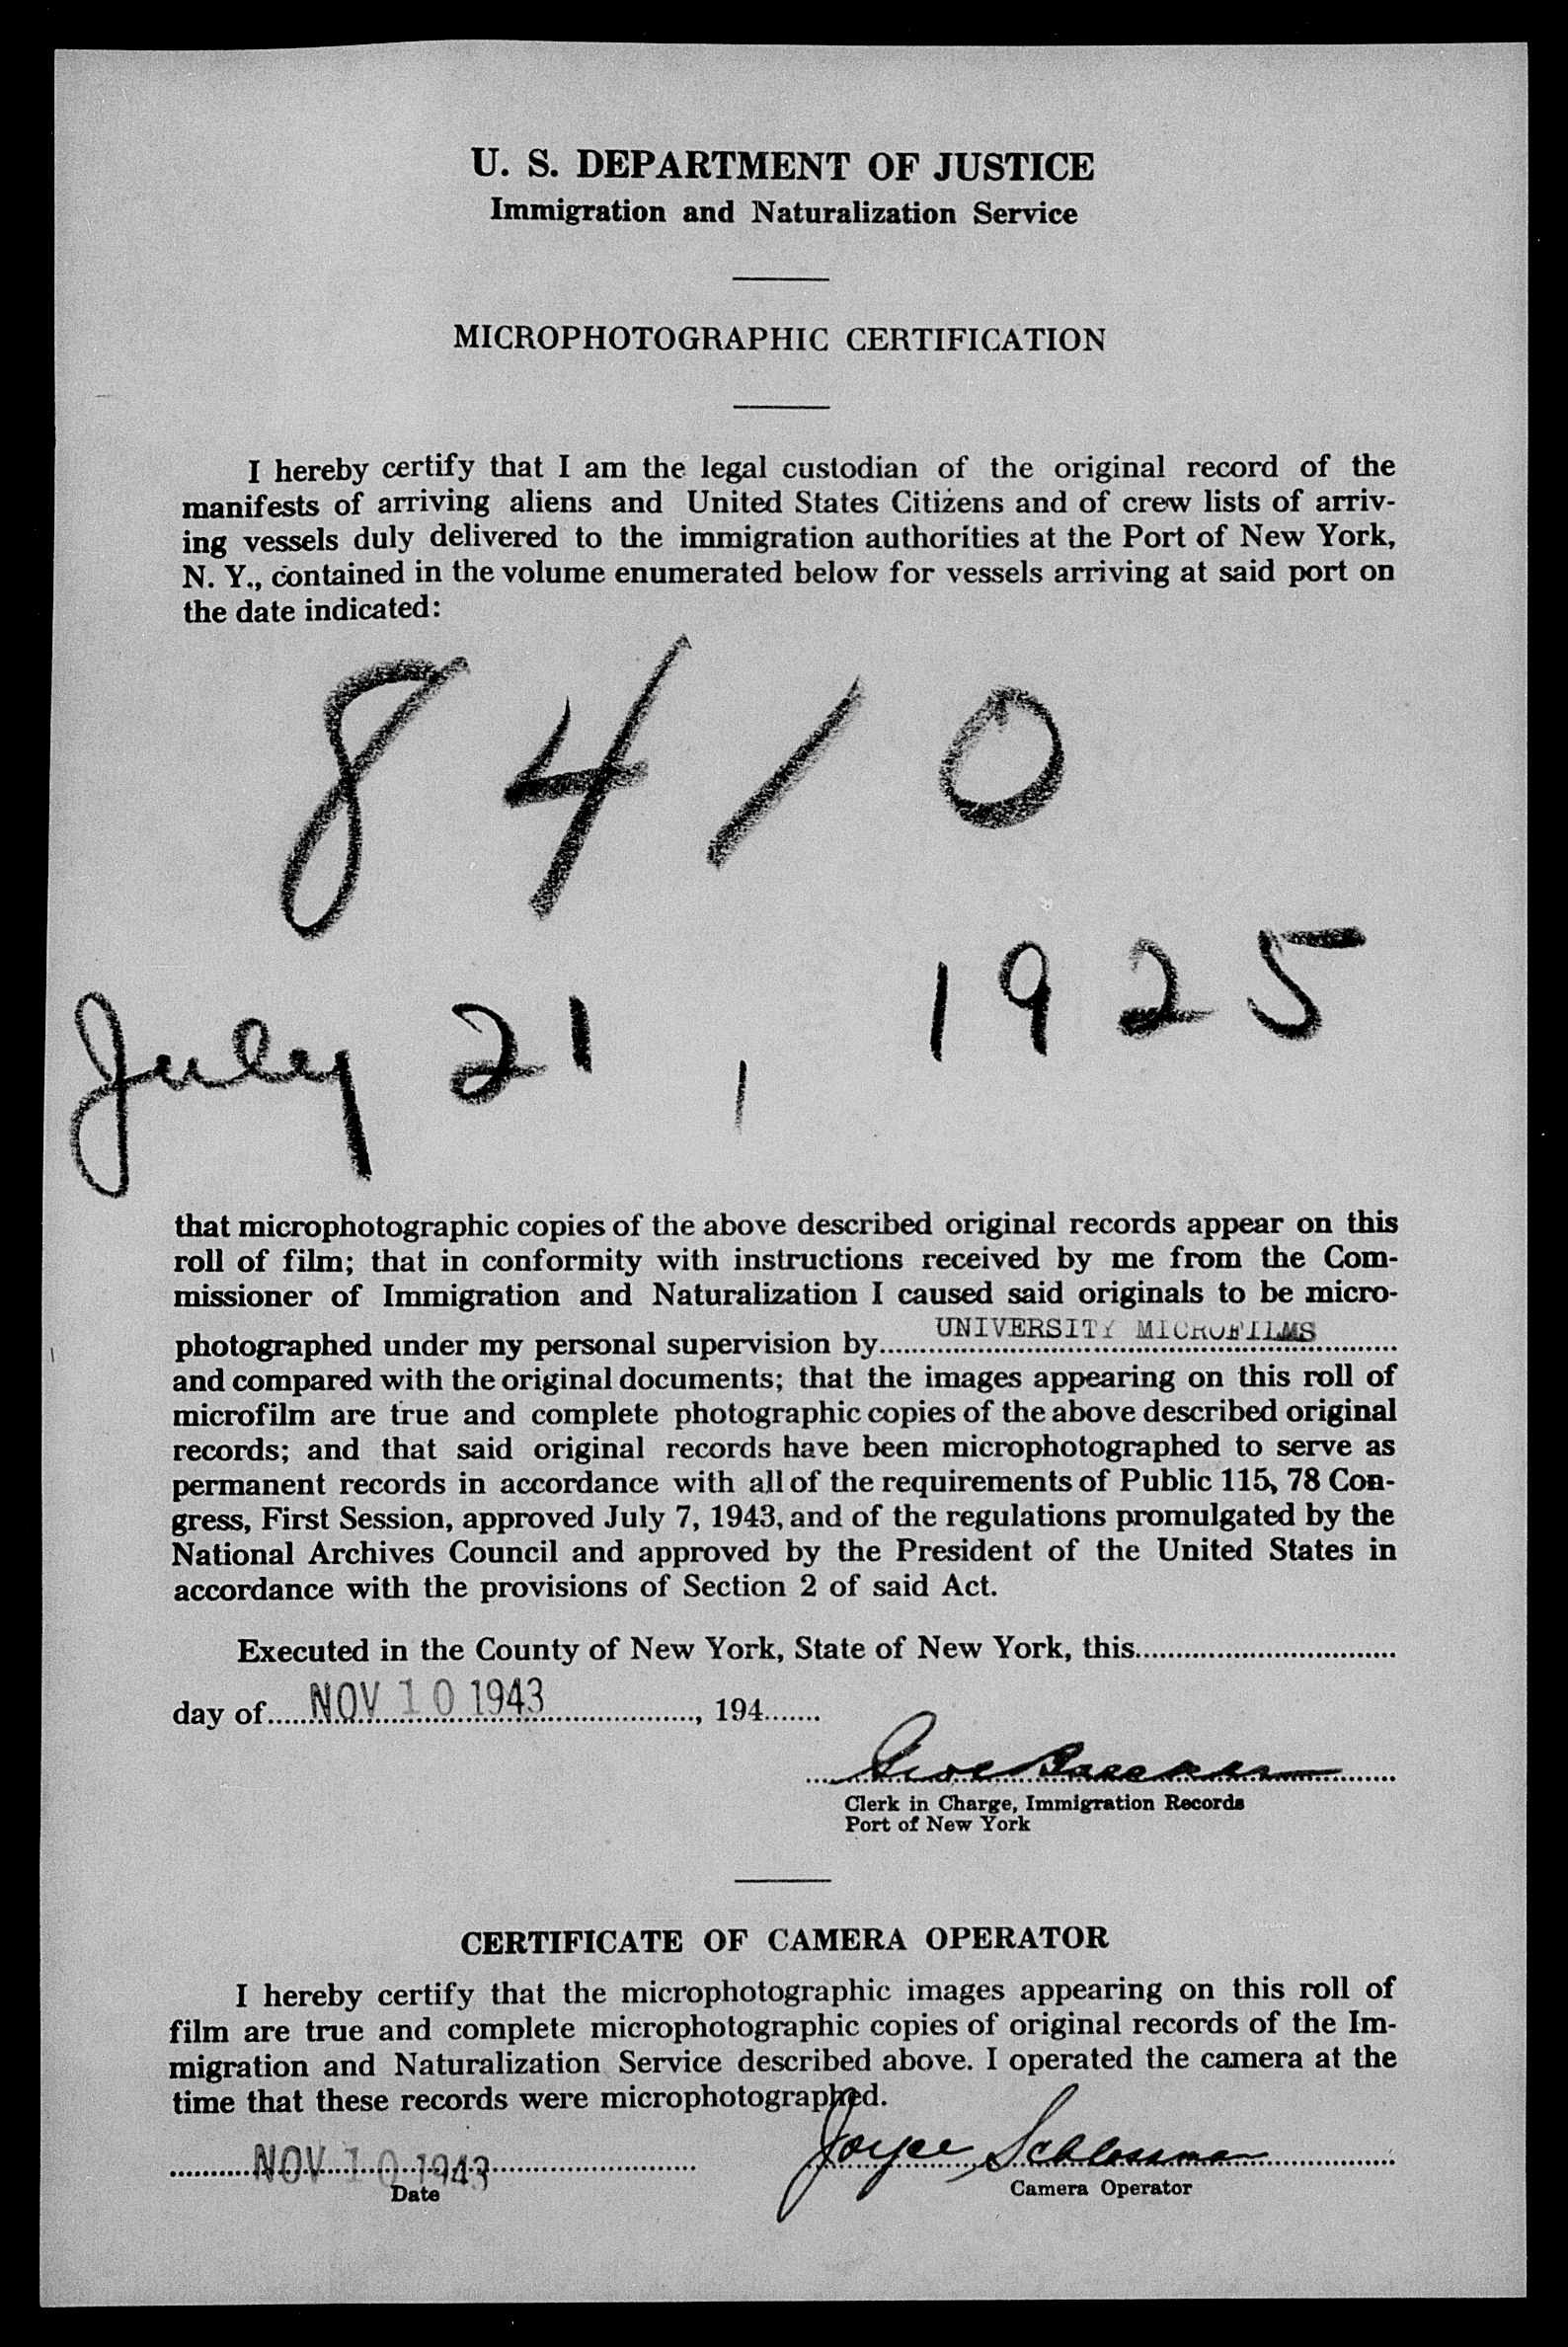 U. S. DEPARTMENT OF JUSTICE
Immigration and Naturalization Service
MICROPHOTOGRAPHIC CERTIFICATION
I hereby certify that I am the legal custodian of the original record of the
manifests of arriving aliens and United States Citizens and of crew lists of arriv-
ing vessels duly delivered to the immigration authorities at the Port of New York,
N. Y., contained in the volume enumerated below for vessels arriving at said port on
the date indicated:
8410
July 21, 1925
that microphotographic copies of the above described original records appear on this
roll of film; that in conformity with instructions received by me from the Com-
missioner of Immigration and Naturalization I caused said originals to be micro-
photographed under my personal supervision by UNIVERSITY MICROFILMS
and compared with the original documents; that the images appearing on this roll of
microfilm are true and complete photographic copies of the above described original
records; and that said original records have been microphotographed to serve as
permanent records in accordance with all of the requirements of Public 115, 78 Con-
gress, First Session, approved July 7, 1943, and of the regulations promulgated by the
National Archives Council and approved by the President of the United States in
accordance with the provisions of Section 2 of said Act.
Executed in the County of New York, State of New York, this
day of NOV 10 1943, 194
Clerk in Charge, Immigration Records
Port of New York
CERTIFICATE OF CAMERA OPERATOR
I hereby certify that the microphotographic images appearing on this roll of
film are true and complete microphotographic copies of original records of the Im-
migration and Naturalization Service described above. I operated the camera at the
time that these records were microphotographed.
NOV 10 1943 Joyce
Date Camera Operator